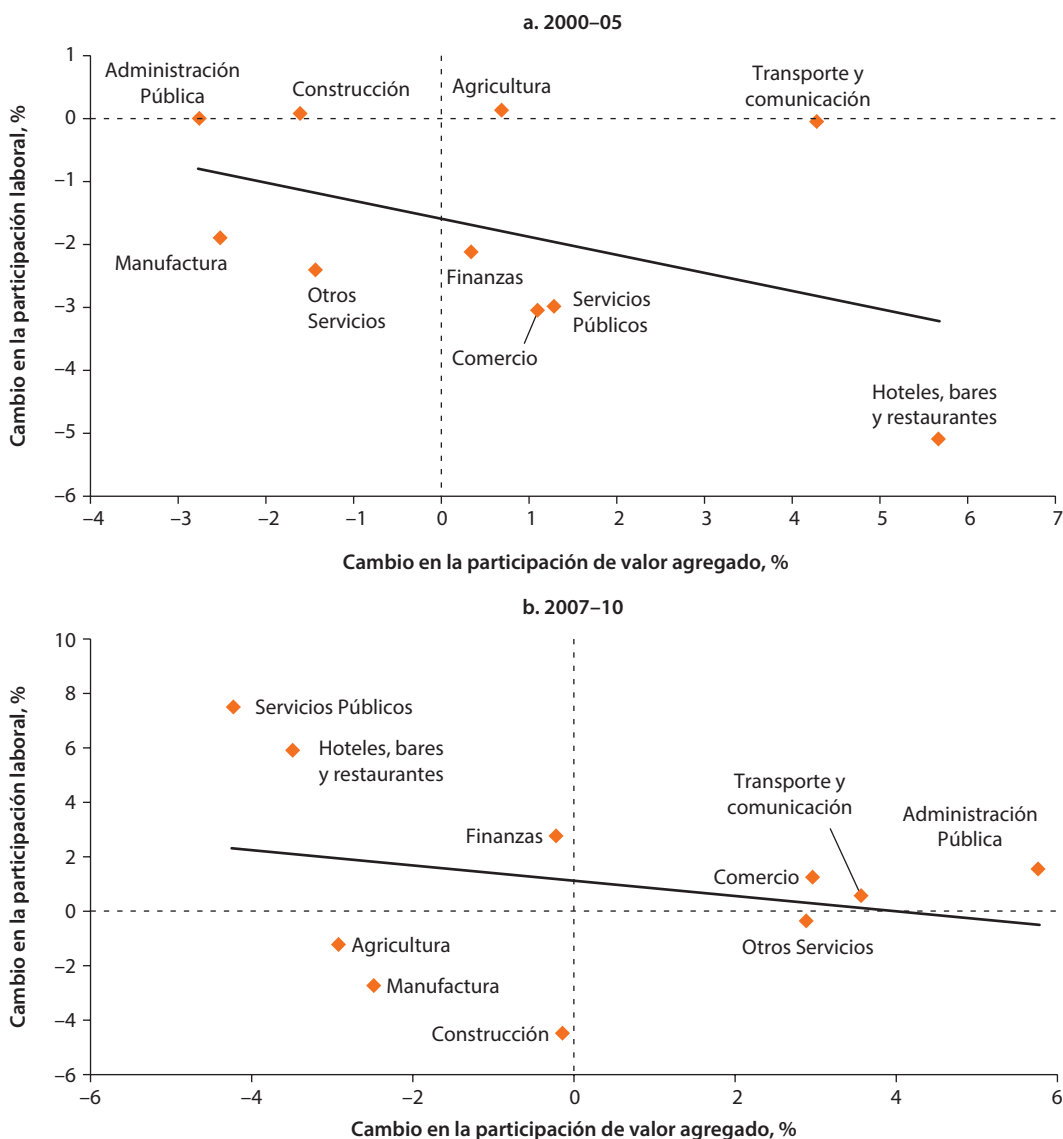 a. 2000–05
Cambio en la participación laboral, %
1
0
–1
–2
–3
–4
–5
–6
Administración
Pública
Construcción
Agricultura
Transporte y
comunicación
Manufactura
Otros
Servicios
Finanzas
Comercio
Servicios
Públicos
Hoteles, bares
y restaurantes
–4
–3
–2
–1
0
1
2
3
4
5
6
7
Cambio en la participación de valor agregado, %
b. 2007–10
Cambio en la participación laboral, %
10
8
6
4
2
0
–2
–4
–6
Servicios Públicos
Hoteles, bares
y restaurantes
Finanzas
Transporte y
comunicación
Administración
Pública
Comercio
Otros Servicios
Agricultura
Manufactura
Construcción
–6
–4
–2
0
2
4
6
Cambio en la participación de valor agregado, %